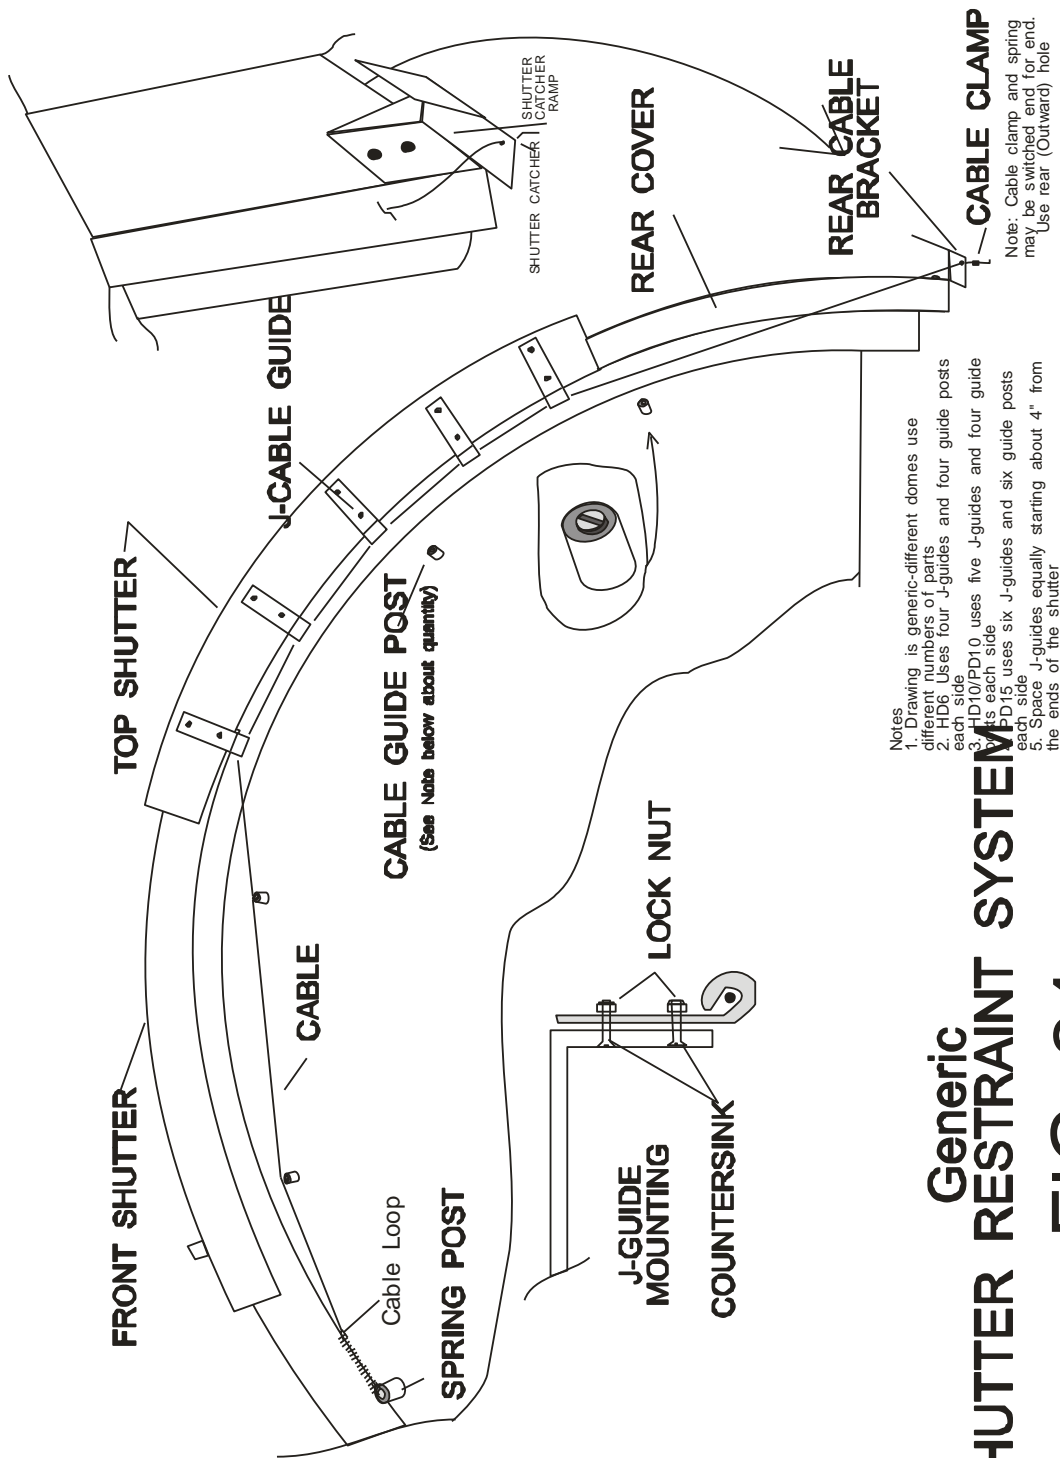 SHUTTER
CATCHER
RAMP
SHUTTER CATCHER
REAR COVER
REAR CABLE
BRACKET
CABLE CLAMP
Note: Cable clamp and spring
may be switched end for end.
Use rear (Outward) hole
J-CABLE GUIDE
TOP SHUTTER
CABLE GUIDE POST
(See Note below about quantity)
FRONT SHUTTER
CABLE
Cable Loop
SPRING POST
LOCK NUT
J-GUIDE
MOUNTING
COUNTERSINK
Notes
1. Drawing is generic-different domes use
different numbers of parts
2. HD6 Uses four J-guides and four guide posts
each side
3. HD10/PD10 uses five J-guides and four guide
each side
PD15 uses six J-guides and six guide posts
each side
5. Space J-guides equally starting about 4" from
the ends of the shutter
Generic
HUTTER RESTRAINT SYSTEM